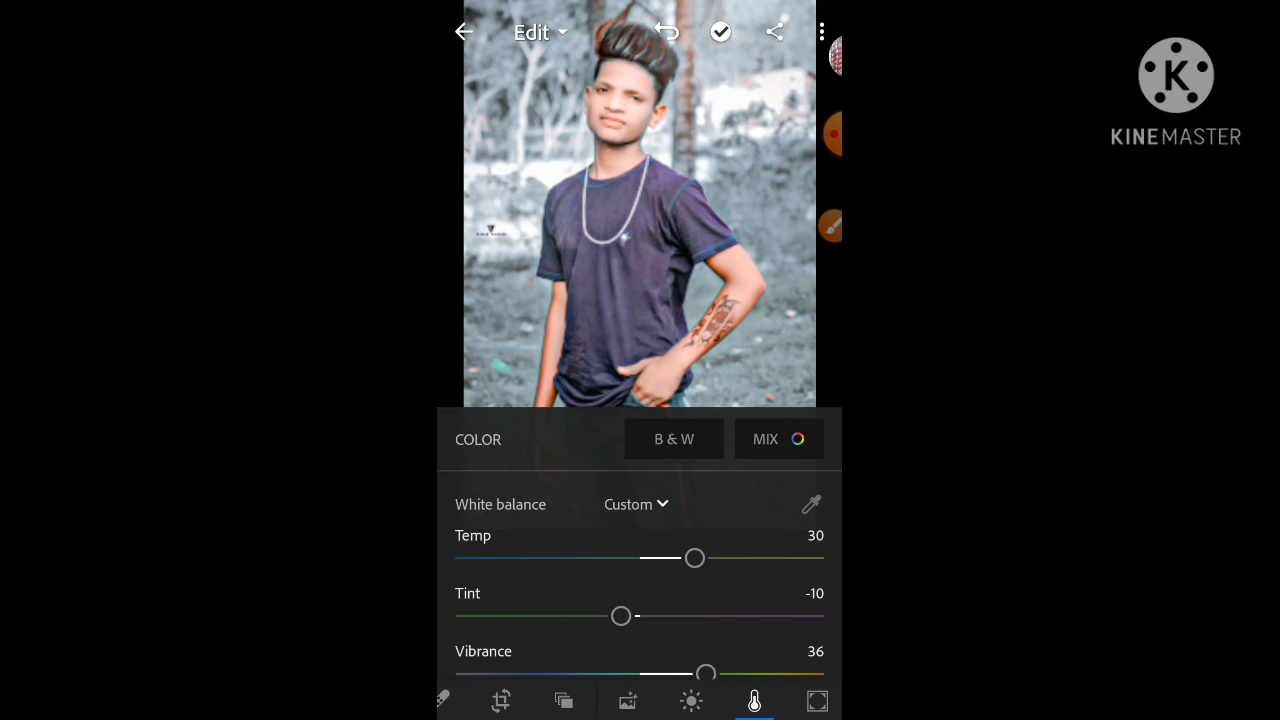 Edit
K
KINEMASTER
COLOR
B & W
MIX
White balance
Custom
Temp
30
Tint
-10
Vibrance
36